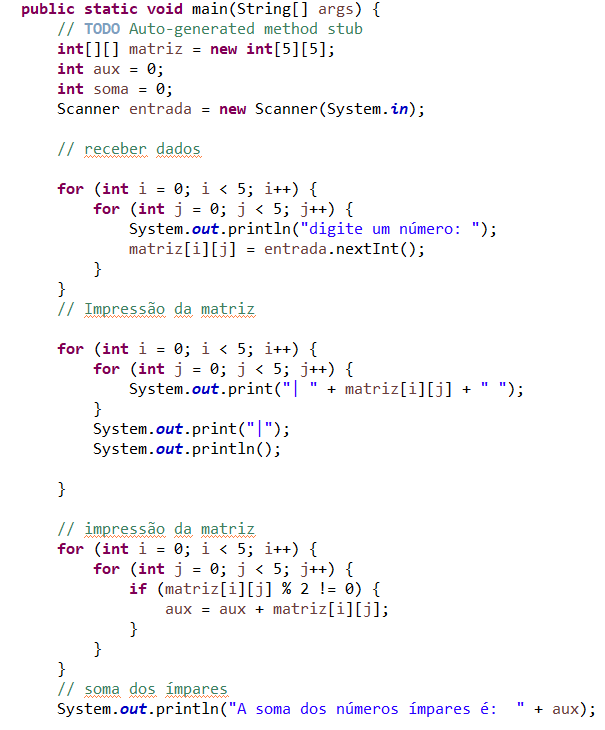 public static void main(String[] args) {
// TODO Auto-generated method stub
int[][] matriz = new int[5][5];
int aux = 0;
int soma = 0;
Scanner entrada = new Scanner(System.in);
// receber dados
for (int i = 0; i < 5; i++) {
for (int j = 0; j < 5; j++) {
System.out.println("digite um número: ");
matriz[i][j] = entrada.nextInt();
}
}
// Impressão da matriz
for (int i = 0; i < 5; i++) {
for (int j = 0; j < 5; j++) {
System.out.print("| " + matriz[i][j] + " ");
}
System.out.print("|");
System.out.println();
}
// impressão da matriz
for (int i = 0; i < 5; i++) {
for (int j = 0; j < 5; j++) {
if (matriz[i][j] % 2 != 0) {
aux = aux + matriz[i][j];
}
}
}
// soma dos ímpares
System.out.println("A soma dos números ímpares é:  " + aux);